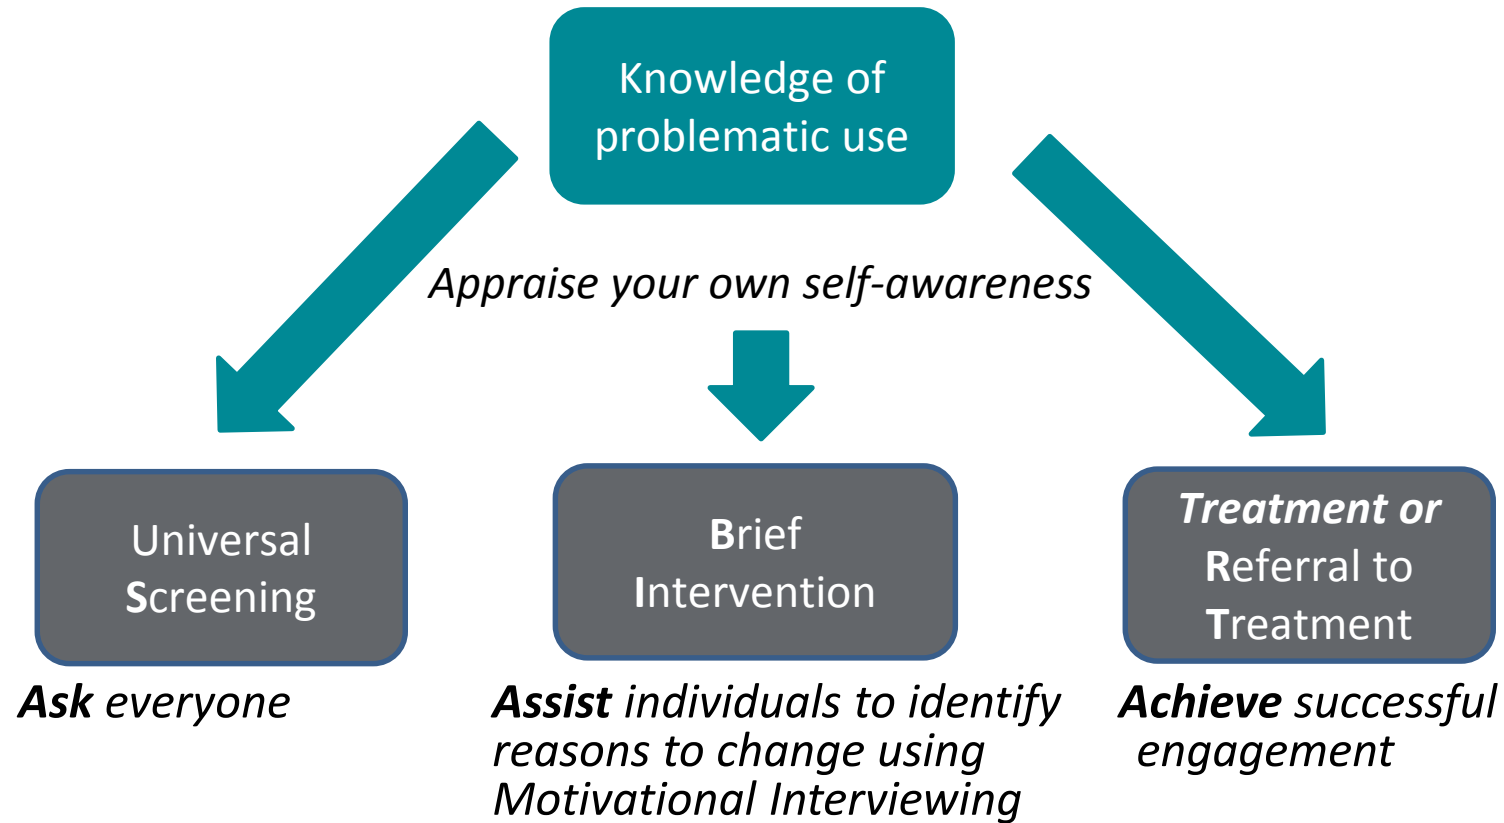 Knowledge of
problematic use
Appraise your own self-awareness
Universal
Screening
Brief
Intervention
Treatment or
Referral to
Treatment
Ask everyone
Assist individuals to identify
reasons to change using
Motivational Interviewing
Achieve successful
engagement